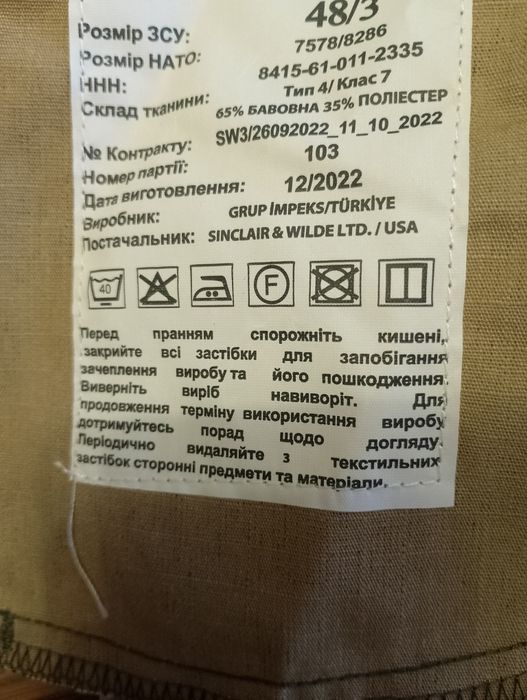 Розмір ЗСУ: 48/3
Розмір НАТО: 7578/8286
ННН: 8415-61-011-2335
Склад тканини: Тип 4/ Клас 7
65% БАВОВНА 35% ПОЛІЕСТЕР
№ Контракту: SW3/26092022_11_10_2022
Номер партії: 103
Дата виготовлення: 12/2022
Виробник: GRUP İMPEKS/TÜRKİYE
Постачальник: SINCLAIR & WILDE LTD. / USA
40 F
Перед пранням спорожніть кишені,
закрийте всі застібки для запобігання
зачеплення виробу та його пошкодження.
Виверніть виріб навиворіт. Для
продовження терміну використання виробу
дотримуйтесь порад щодо догляду.
Періодично видаляйте з текстильних
застібок сторонні предмети та матеріали.